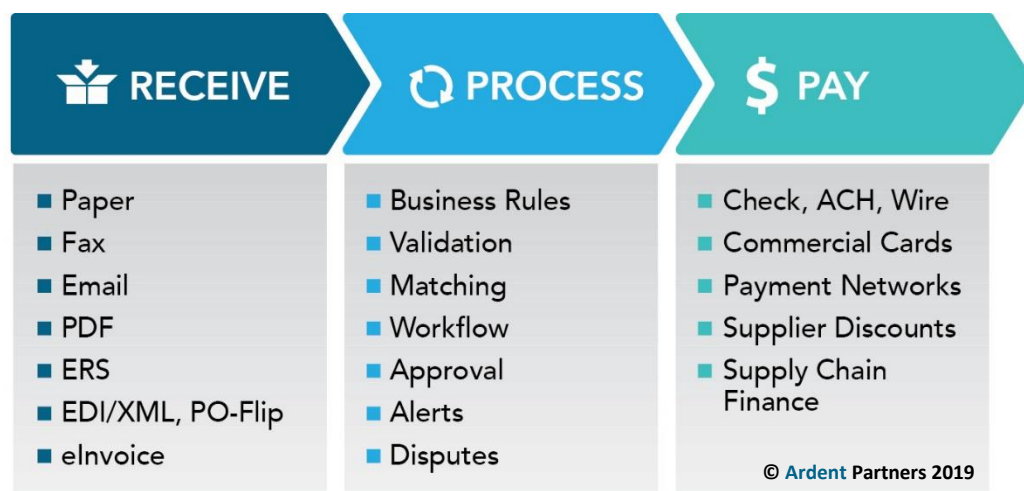 RECEIVE
Paper
Fax
Email
PDF
ERS
EDI/XML, PO-Flip
eInvoice
PROCESS
Business Rules
Validation
Matching
Workflow
Approval
Alerts
Disputes
$ PAY
Check, ACH, Wire
Commercial Cards
Payment Networks
Supplier Discounts
Supply Chain
Finance
© Ardent Partners 2019